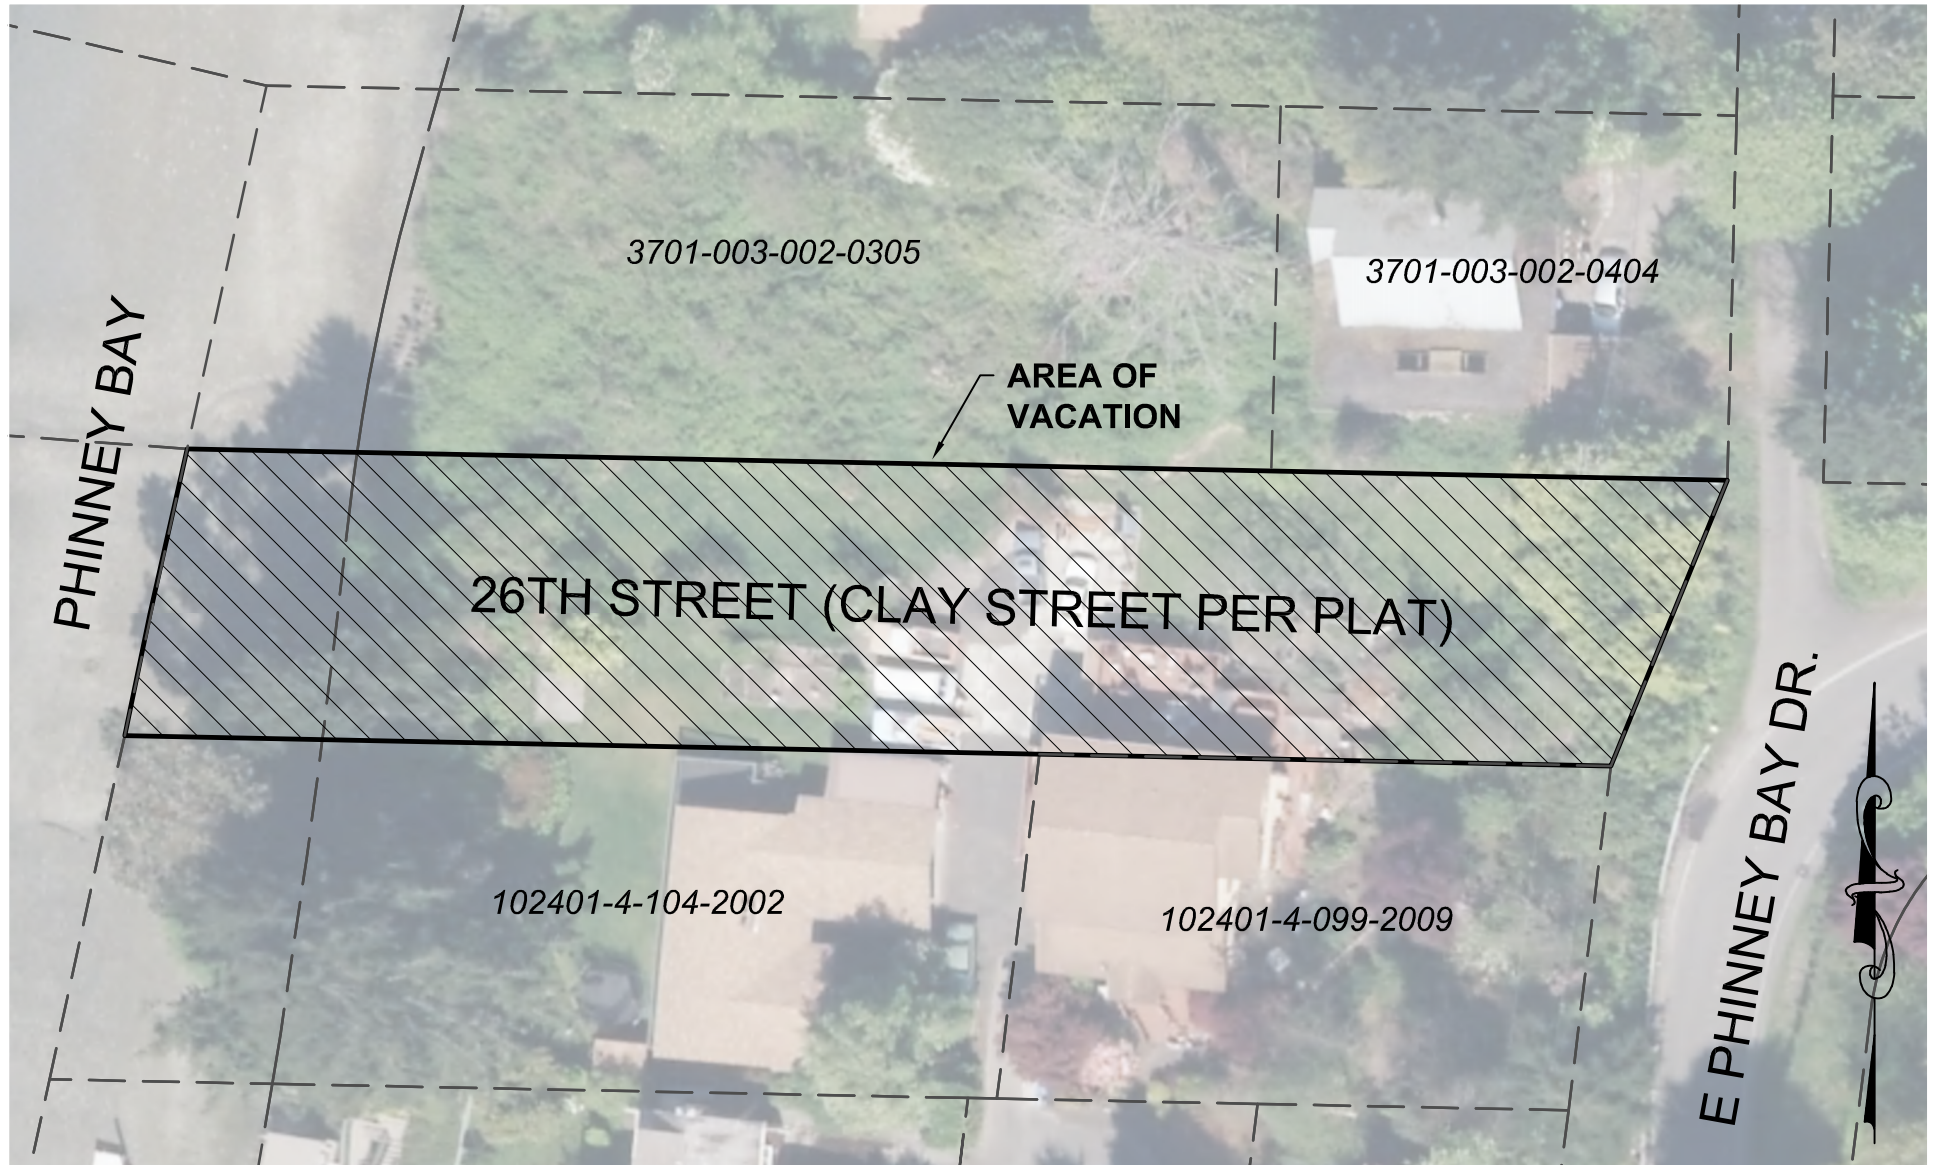 3701-003-002-0305
3701-003-002-0404
PHINNEY BAY
AREA OF
VACATION
26TH STREET (CLAY STREET PER PLAT)
102401-4-104-2002
102401-4-099-2009
E PHINNEY BAY DR.